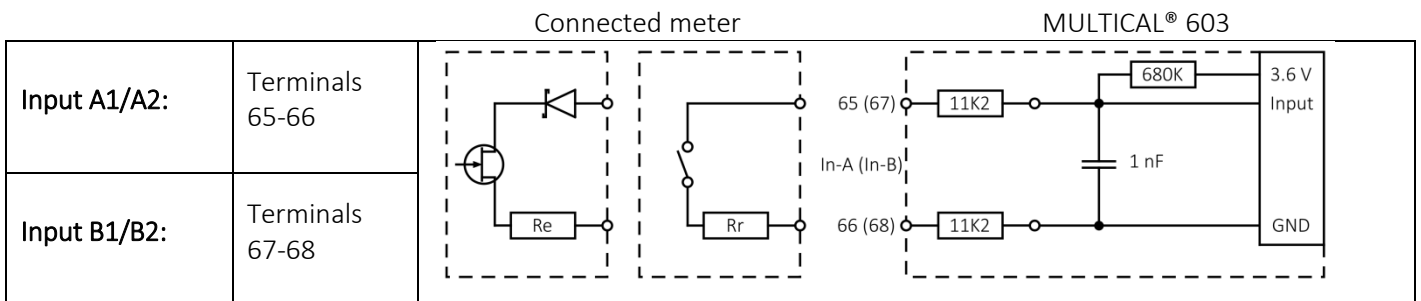 Connected meter MULTICAL® 603
Input A1/A2:
Terminals
65-66
Input B1/B2:
Terminals
67-68
Re
Rr
65 (67)
In-A (In-B)
66 (68)
11K2
11K2
680K
1 nF
3.6 V
Input
GND